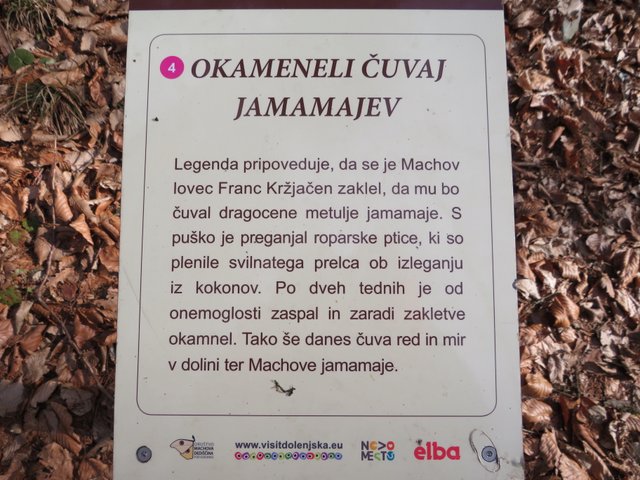 4 OKAMENELI ČUVAJ
JAMAMAJEV
Legenda pripoveduje, da se je Machov
lovec Franc Kržjačen zaklel, da mu bo
čuval dragocene metulje jamamaje. S
puško je preganjal roparske ptice, ki so
plenile svilnatega prelca ob izleganju
iz kokonov. Po dveh tednih je od
onemoglosti zaspal in zaradi zakletve
okamnel. Tako še danes čuva red in mir
v dolini ter Machove jamamaje.
DRUŠTVO
MACHOVA
DEDIŠČINA
www.visitdolenjska.eu
NOVO
MESTO
elba